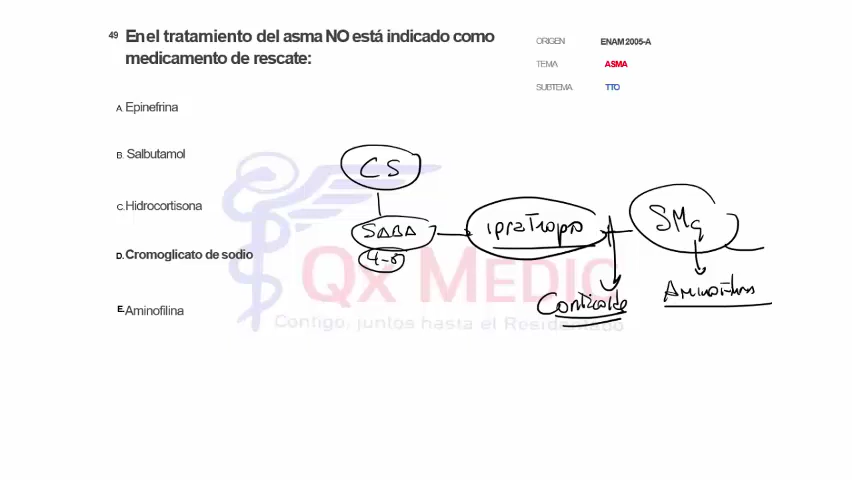 49 En el tratamiento del asma NO está indicado como
medicamento de rescate:
ORIGEN ENAM 2005-A
TEMA ASMA
SUBTEMA TTO
A. Epinefrina
B. Salbutamol
C. Hidrocortisona
D. Cromoglicato de sodio
E. Aminofilina
CS
SABA
ipratropio
SMg
4-8
Corticoide
QX MEDIC
Contigo, juntos hasta el Residentado